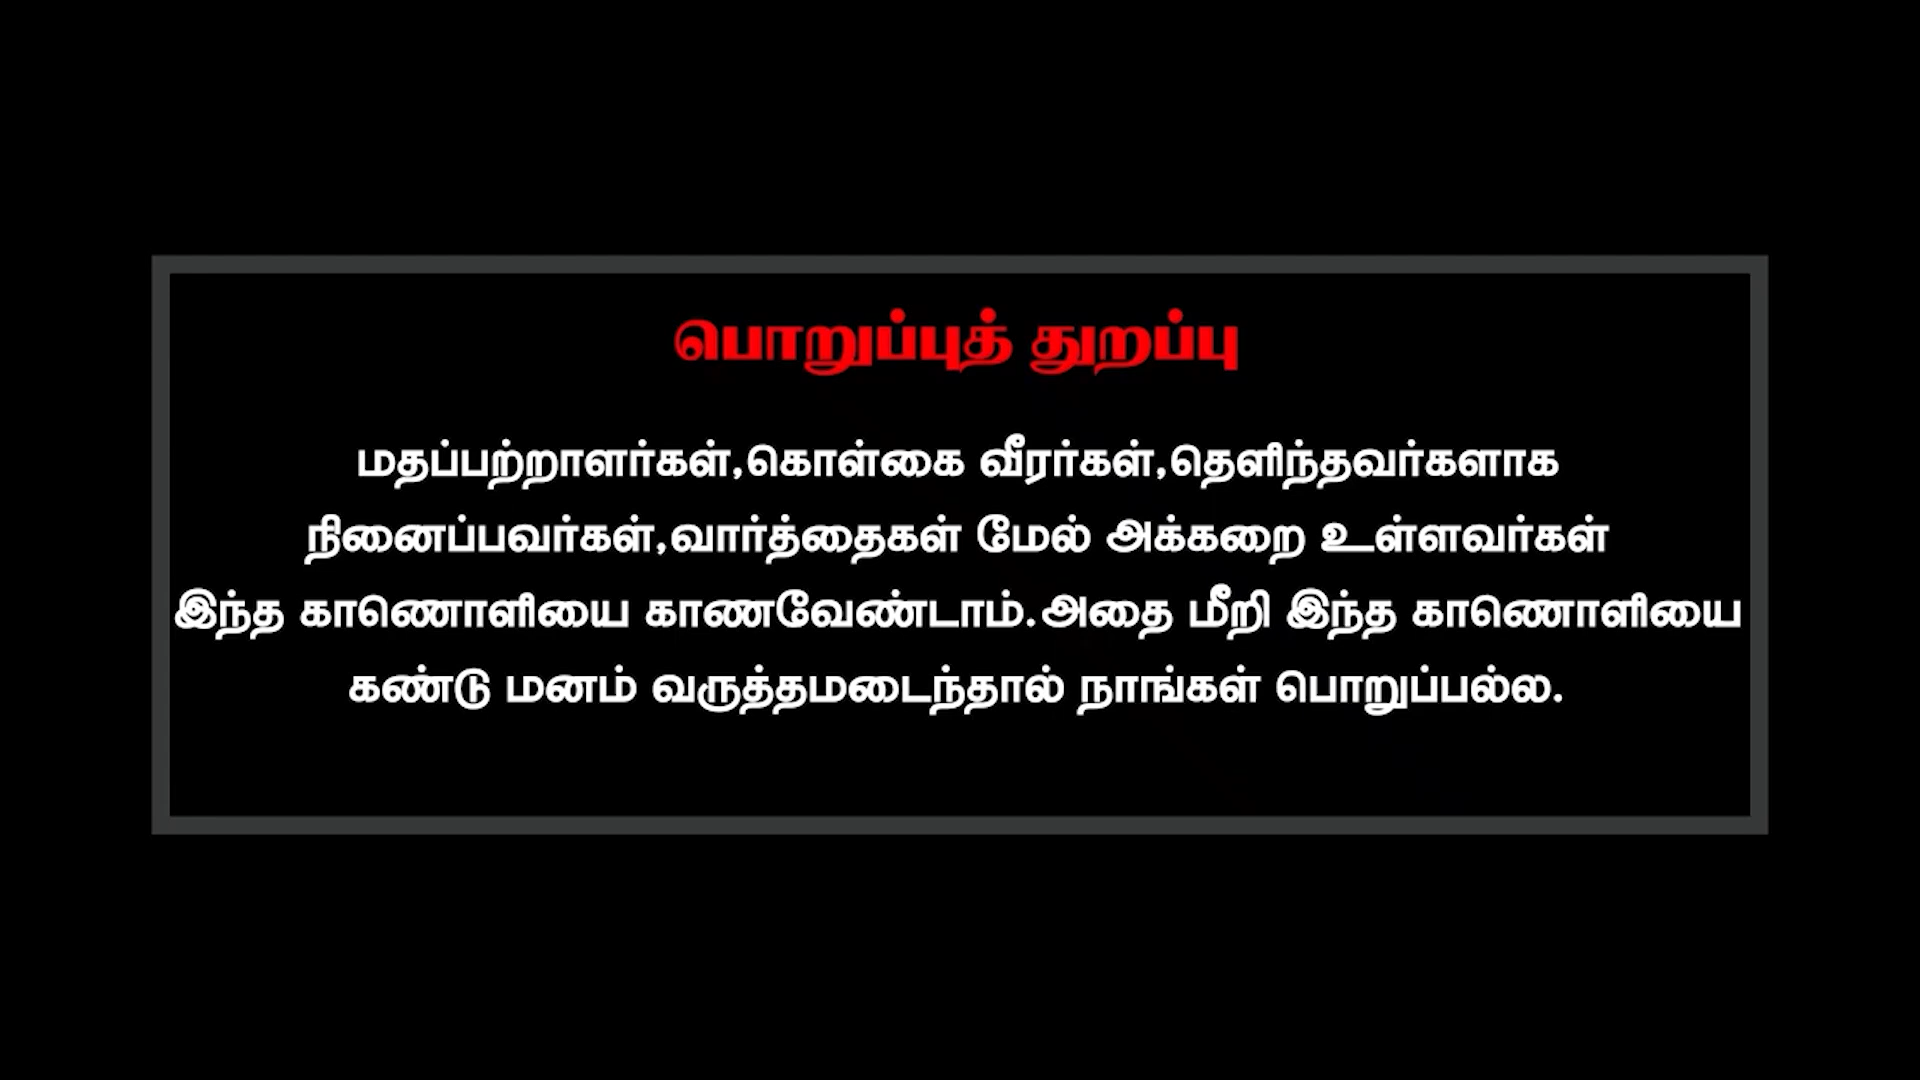 பொறுப்புத் துறப்பு
மதப்பற்றாளர்கள்,கொள்கை வீரர்கள்,தெளிந்தவர்களாக
நினைப்பவர்கள்,வார்த்தைகள் மேல் அக்கறை உள்ளவர்கள்
இந்த காணொளியை காணவேண்டாம்.அதை மீறி இந்த காணொளியை
கண்டு மனம் வருத்தமடைந்தால் நாங்கள் பொறுப்பல்ல.